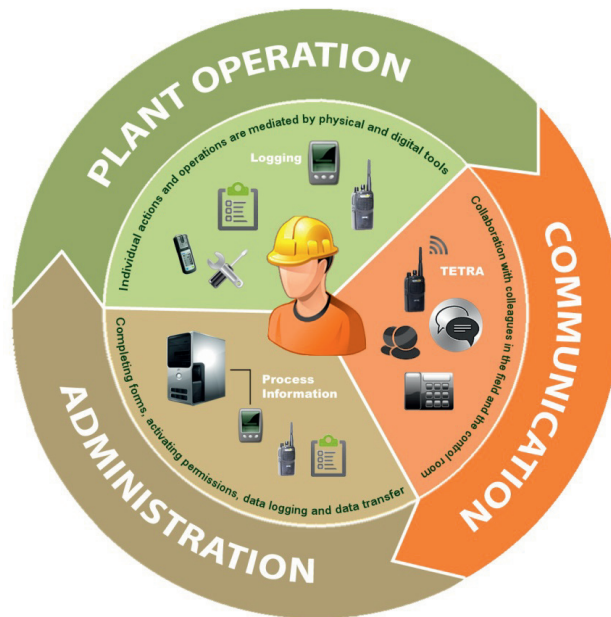 PLANT OPERATION
Individual actions and operations are mediated by physical and digital tools
Logging
COMMUNICATION
Collaboration with colleagues in the field and the control room
TETRA
ADMINISTRATION
Completing forms, activating permissions, data logging and data transfer
Process
Information